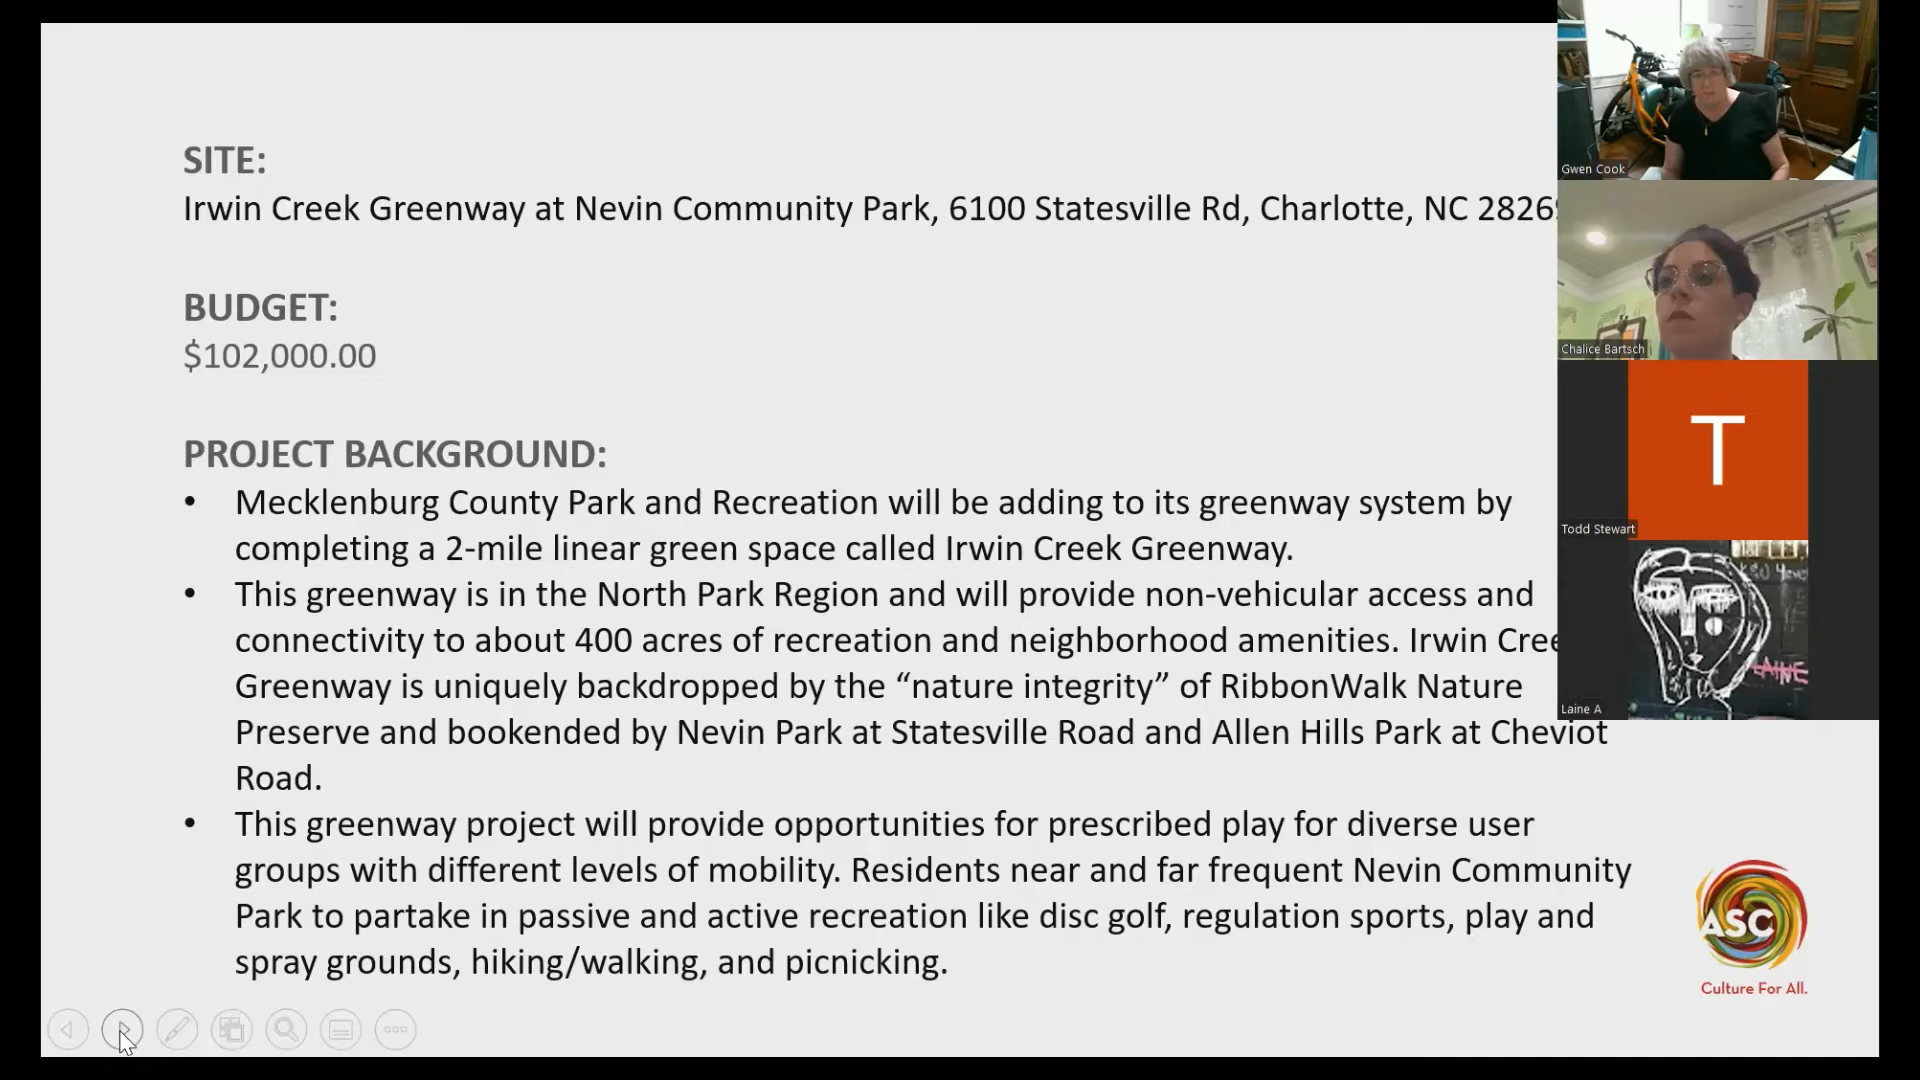 SITE:
Irwin Creek Greenway at Nevin Community Park, 6100 Statesville Rd, Charlotte, NC 28269
BUDGET:
$102,000.00
PROJECT BACKGROUND:
• Mecklenburg County Park and Recreation will be adding to its greenway system by
completing a 2-mile linear green space called Irwin Creek Greenway.
• This greenway is in the North Park Region and will provide non-vehicular access and
connectivity to about 400 acres of recreation and neighborhood amenities. Irwin Cree
Greenway is uniquely backdropped by the “nature integrity” of RibbonWalk Nature
Preserve and bookended by Nevin Park at Statesville Road and Allen Hills Park at Cheviot
Road.
• This greenway project will provide opportunities for prescribed play for diverse user
groups with different levels of mobility. Residents near and far frequent Nevin Community
Park to partake in passive and active recreation like disc golf, regulation sports, play and
spray grounds, hiking/walking, and picnicking.
Gwen Cook
Chalice Bartsch
T
Todd Stewart
LAINE
Laine A
ASC
Culture For All.